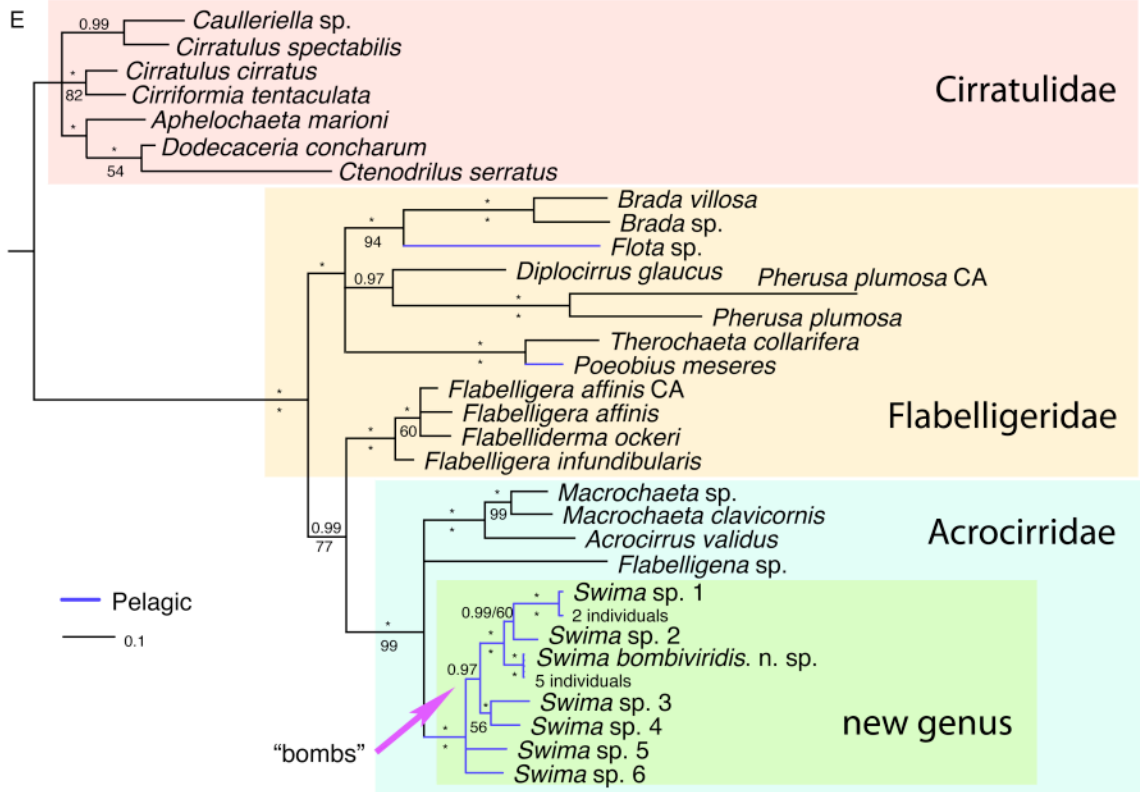 E
0.99
Caulleriella sp.
Cirratulus spectabilis
*
82
Cirratulus cirratus
Cirriformia tentaculata
Cirratulidae
*
Aphelochaeta marioni
*
54
Dodecaceria concharum
Ctenodrilus serratus
*
94
*
*
Brada villosa
Brada sp.
Flota sp.
*
0.97
Diplocirrus glaucus
*
*
Pherusa plumosa CA
Pherusa plumosa
*
*
Therochaeta collarifera
Poeobius meseres
*
*
Flabelligera affinis CA
*
60
Flabelligera affinis
Flabelligeridae
*
*
Flabelliderma ockeri
Flabelligera infundibularis
0.99
77
*
99
Macrochaeta sp.
*
*
Macrochaeta clavicornis
Acrocirridae
Acrocirrus validus
Flabelligena sp.
Pelagic
0.1
*
99
0.99/60
*
*
Swima sp. 1
2 individuals
*
*
Swima sp. 2
*
*
Swima bombiviridis. n. sp.
5 individuals
0.97
*
56
Swima sp. 3
Swima sp. 4
new genus
*
*
"bombs"
Swima sp. 5
Swima sp. 6